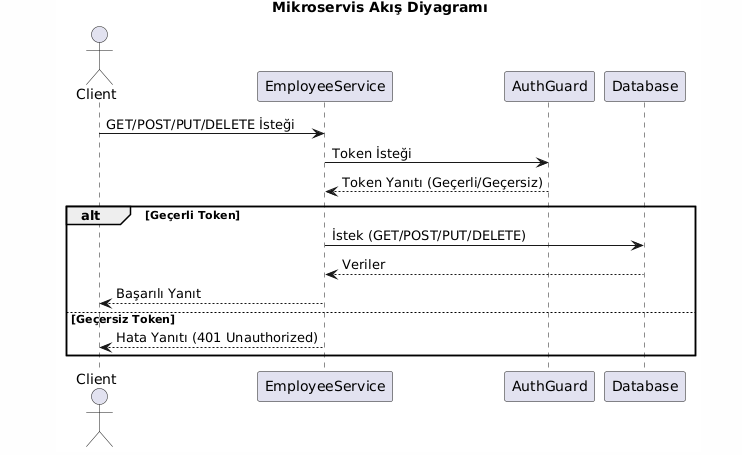 Mikroservis Akış Diyagramı
Client
EmployeeService
AuthGuard
Database
GET/POST/PUT/DELETE İsteği
Token İsteği
Token Yanıtı (Geçerli/Geçersiz)
alt
[Geçerli Token]
İstek (GET/POST/PUT/DELETE)
Veriler
Başarılı Yanıt
[Geçersiz Token]
Hata Yanıtı (401 Unauthorized)
Client
EmployeeService
AuthGuard
Database